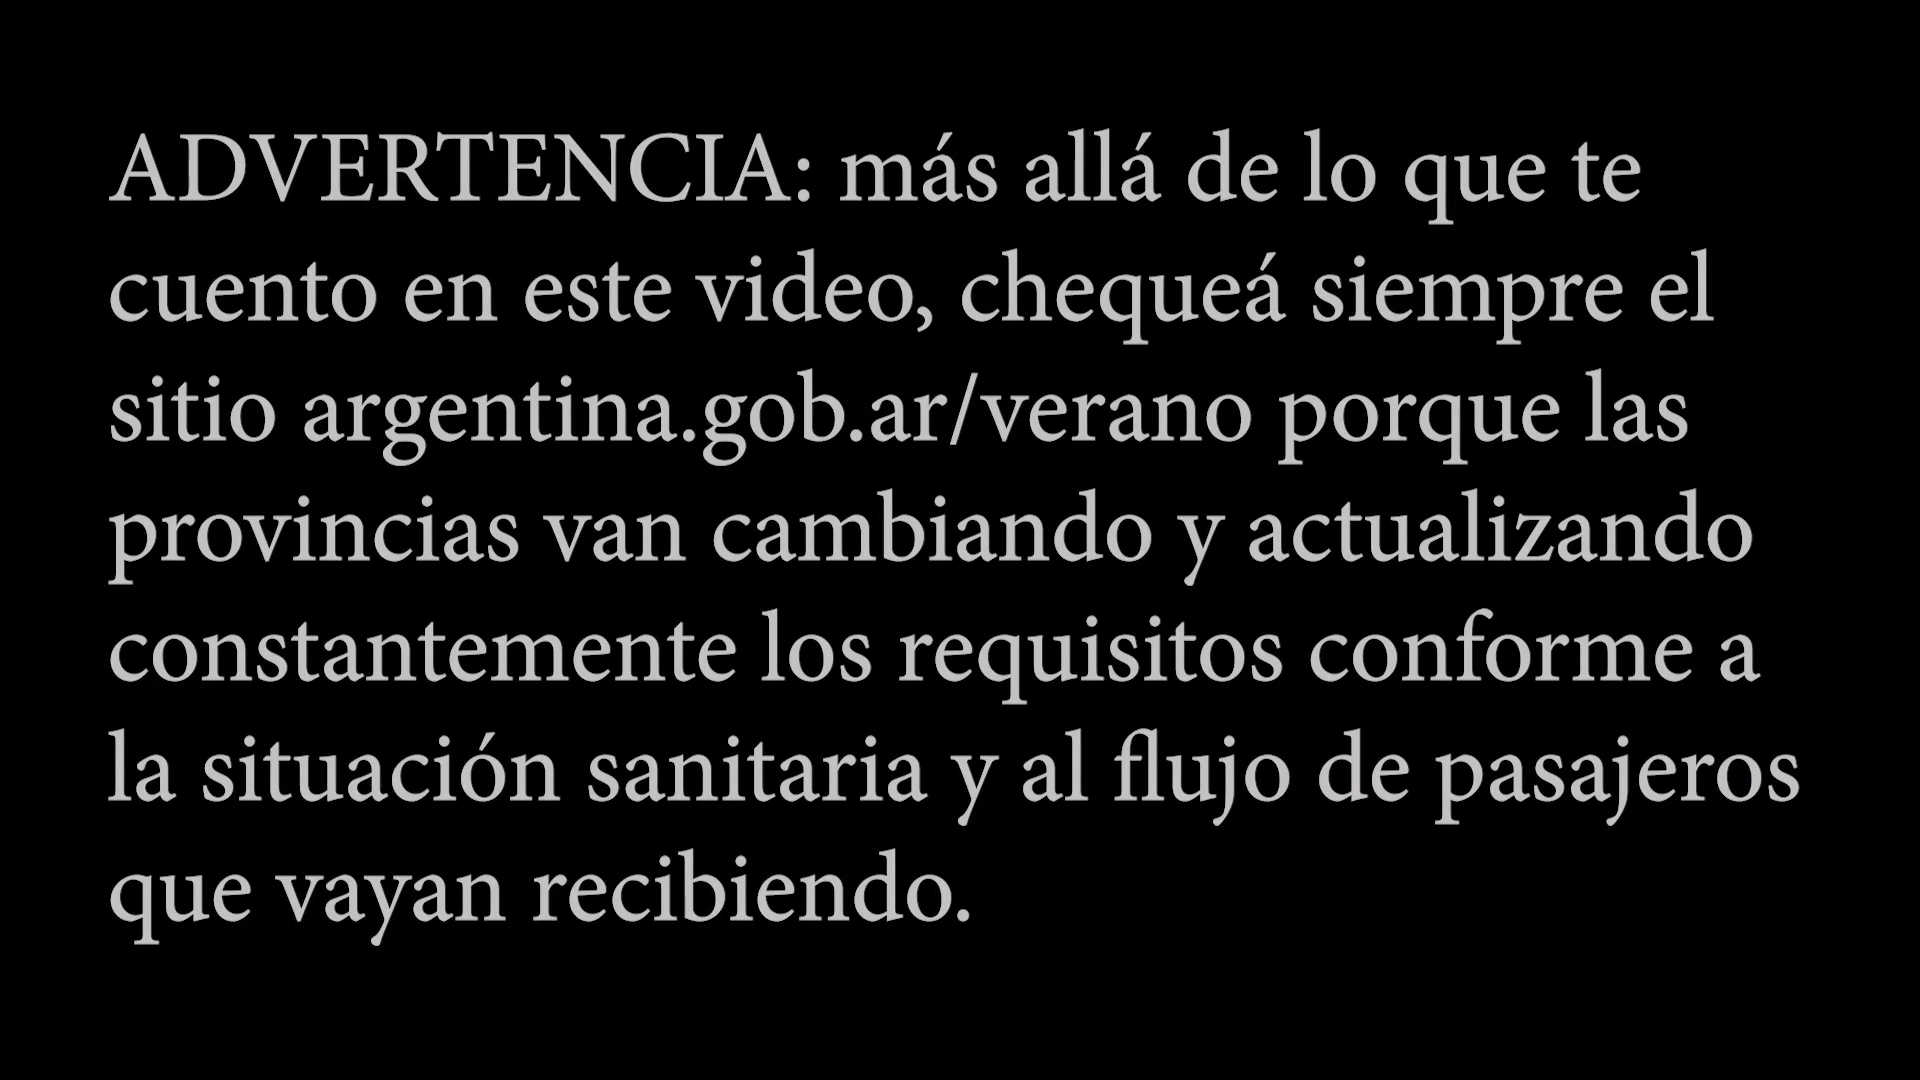 ADVERTENCIA: más allá de lo que te
cuento en este video, chequeá siempre el
sitio argentina.gob.ar/verano porque las
provincias van cambiando y actualizando
constantemente los requisitos conforme a
la situación sanitaria y al flujo de pasajeros
que vayan recibiendo.